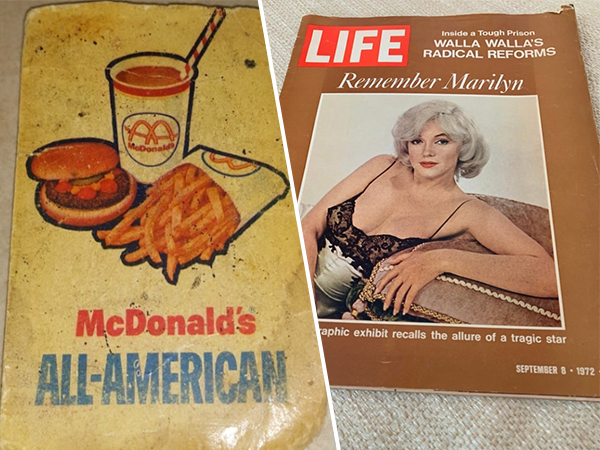 McDonald's
McDonald's
ALL-AMERICAN
LIFE
Inside a Tough Prison
WALLA WALLA'S
RADICAL REFORMS
Remember Marilyn
raphic exhibit recalls the allure of a tragic star
SEPTEMBER 8 • 1972 •